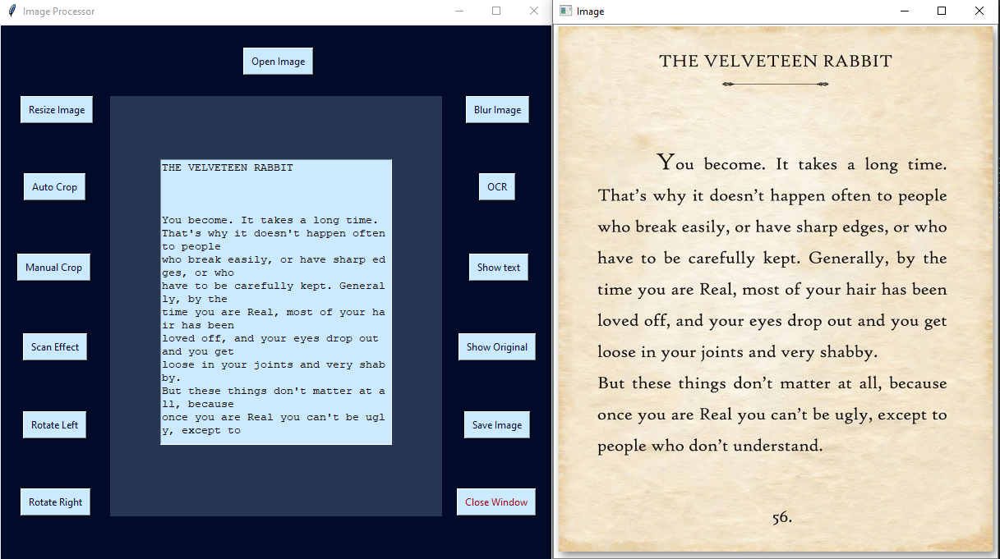 Image Processor
Open Image
Resize Image
Auto Crop
Manual Crop
Scan Effect
Rotate Left
Rotate Right
THE VELVETEEN RABBIT
You become. It takes a long time.
That's why it doesn't happen often
to people
who break easily, or have sharp ed
ges, or who
have to be carefully kept. General
ly, by the
time you are Real, most of your ha
ir has been
loved off, and your eyes drop out
and you get
loose in your joints and very shab
by.
But these things don't matter at a
ll, because
once you are Real you can't be ugl
y, except to
Blur Image
OCR
Show text
Show Original
Save Image
Close Window
Image
THE VELVETEEN RABBIT
You become. It takes a long time.
That’s why it doesn’t happen often to people
who break easily, or have sharp edges, or who
have to be carefully kept. Generally, by the
time you are Real, most of your hair has been
loved off, and your eyes drop out and you get
loose in your joints and very shabby.
But these things don’t matter at all, because
once you are Real you can’t be ugly, except to
people who don’t understand.
56.